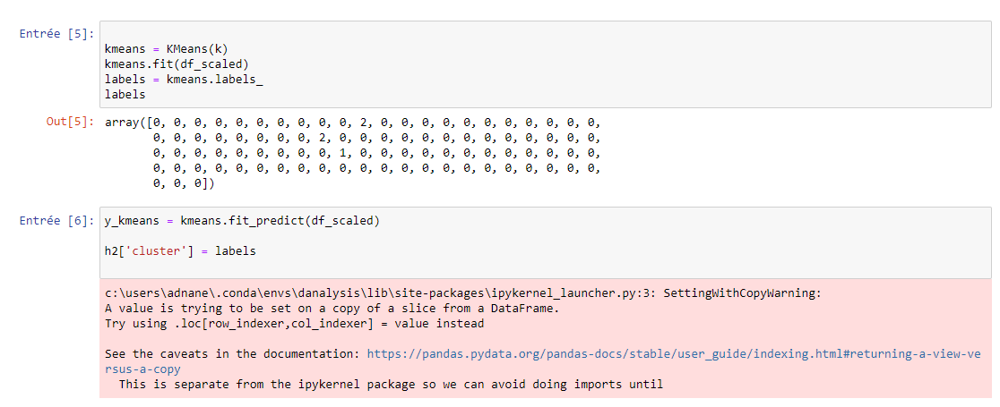 Entrée [5]:
kmeans = KMeans(k)
kmeans.fit(df_scaled)
labels = kmeans.labels_
labels
Out[5]: array([0, 0, 0, 0, 0, 0, 0, 0, 0, 0, 2, 0, 0, 0, 0, 0, 0, 0, 0, 0, 0, 0,
0, 0, 0, 0, 0, 0, 0, 0, 2, 0, 0, 0, 0, 0, 0, 0, 0, 0, 0, 0, 0, 0,
0, 0, 0, 0, 0, 0, 0, 0, 0, 1, 0, 0, 0, 0, 0, 0, 0, 0, 0, 0, 0, 0,
0, 0, 0, 0, 0, 0, 0, 0, 0, 0, 0, 0, 0, 0, 0, 0, 0, 0, 0, 0, 0, 0,
0, 0, 0])
Entrée [6]: y_kmeans = kmeans.fit_predict(df_scaled)
h2['cluster'] = labels
c:\users\adnane\.conda\envs\danalysis\lib\site-packages\ipykernel_launcher.py:3: SettingWithCopyWarning:
A value is trying to be set on a copy of a slice from a DataFrame.
Try using .loc[row_indexer,col_indexer] = value instead
See the caveats in the documentation: https://pandas.pydata.org/pandas-docs/stable/user_guide/indexing.html#returning-a-view-ve
rsus-a-copy
This is separate from the ipykernel package so we can avoid doing imports until